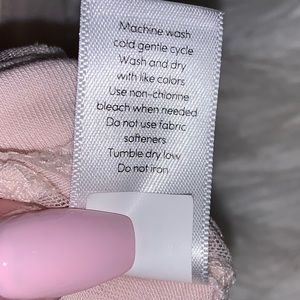 Machine wash
cold gentle cycle
Wash and dry
with like colors
Use non-chlorine
bleach when needed
Do not use fabric
softeners
Tumble dry low
Do not iron